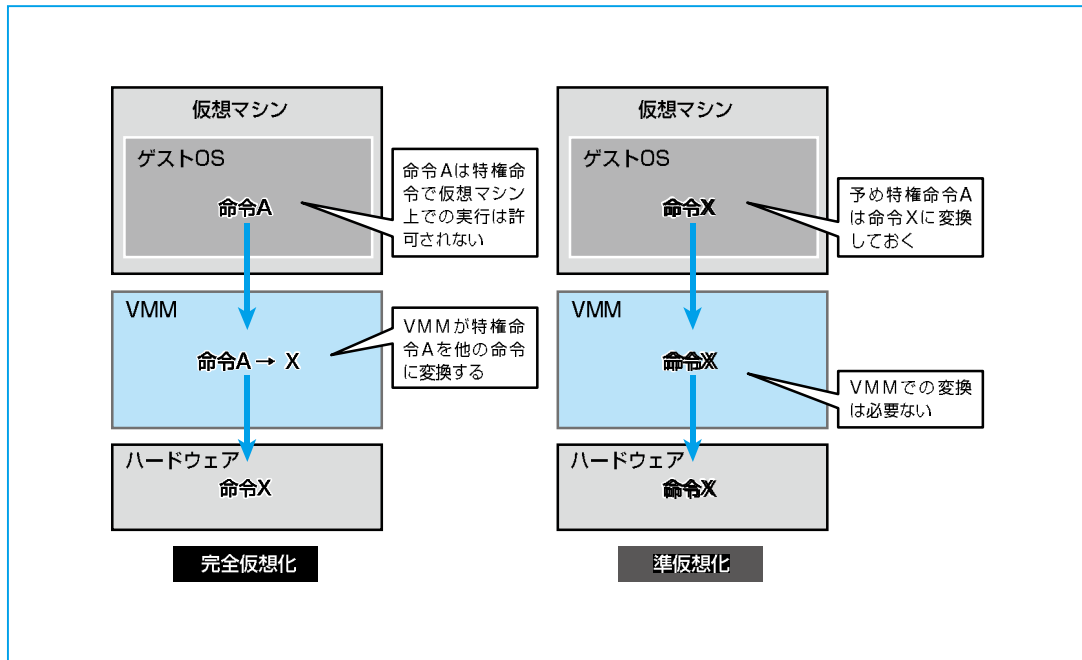 仮想マシン
ゲストOS
命令A
命令Aは特権命
令で仮想マシン
上での実行は許
可されない
VMM
命令A→ X
VMMが特権命
令Aを他の命令
に変換する
ハードウェア
命令X
完全仮想化
仮想マシン
ゲストOS
命令X
予め特権命令A
は命令Xに変換
しておく
VMM
命令X
VMMでの変換
は必要ない
ハードウェア
命令X
準仮想化